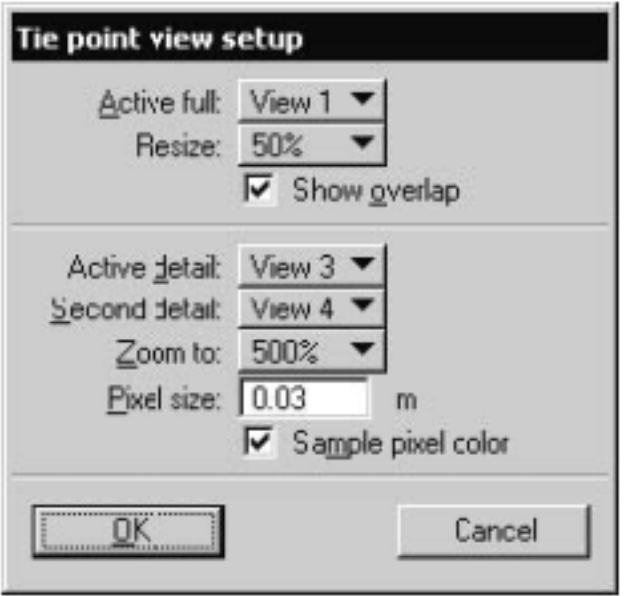 Tie point view setup
Active full: View 1
Resize: 50%
Show overlap
Active detail: View 3
Second detail: View 4
Zoom to: 500%
Pixel size: 0.03 m
Sample pixel color
OK Cancel